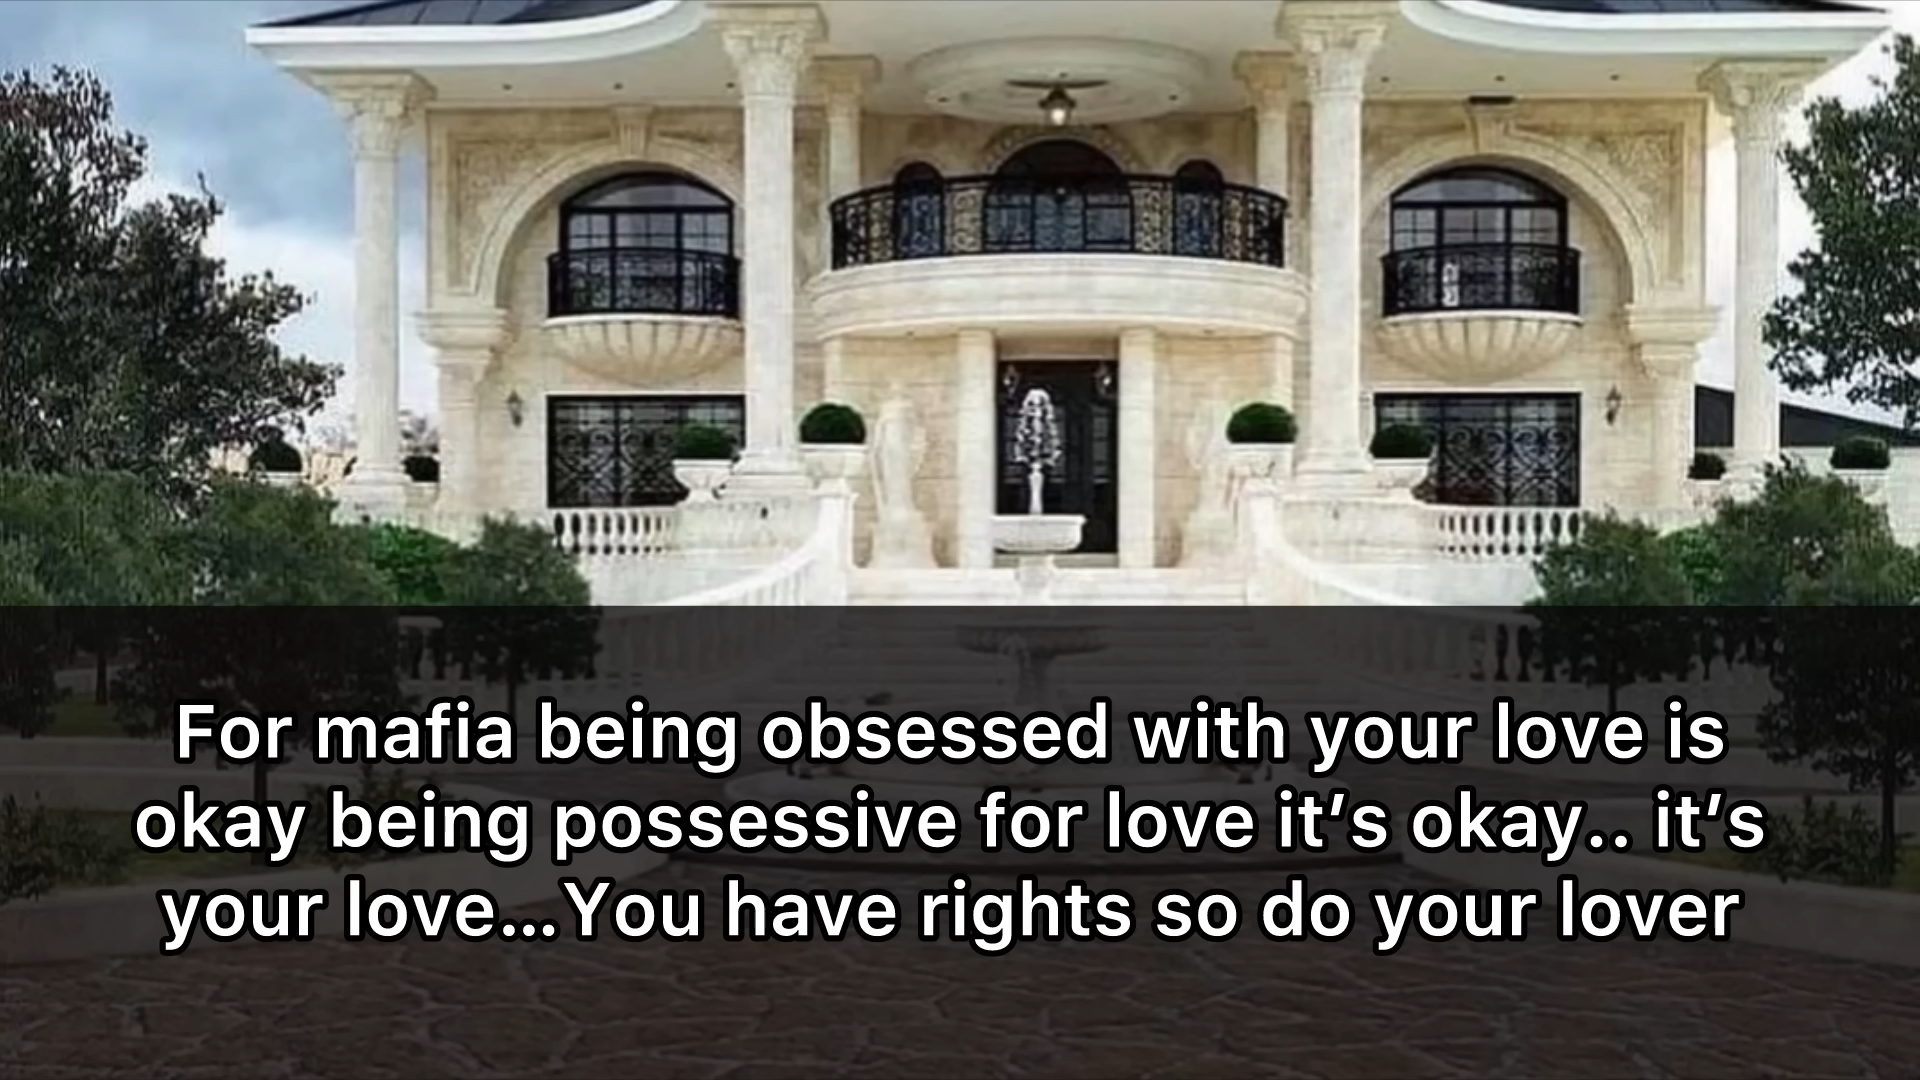 For mafia being obsessed with your love is
okay being possessive for love it’s okay.. it’s
your love...You have rights so do your lover